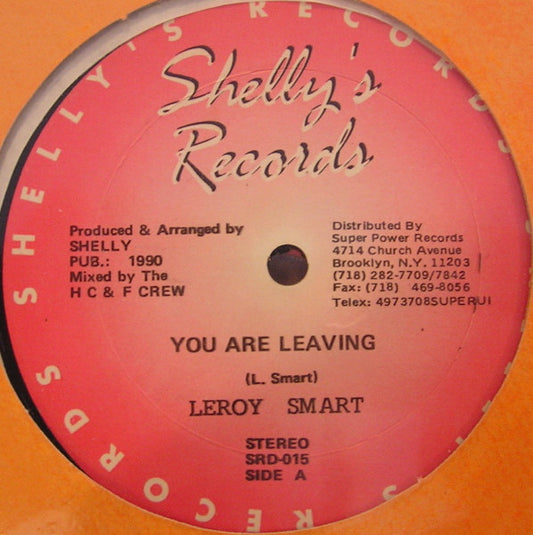 SHELLY'S RECORDS
Shelly's
Records
Produced & Arranged by
SHELLY
PUB.: 1990
Mixed by The
H C & F CREW
Distributed By
Super Power Records
4714 Church Avenue
Brooklyn, N.Y. 11203
(718) 282-7709/7842
Fax: (718) 469-8056
Telex: 4973708SUPERUI
YOU ARE LEAVING
(L. Smart)
LEROY SMART
STEREO
SRD-015
SIDE A
RECORDS